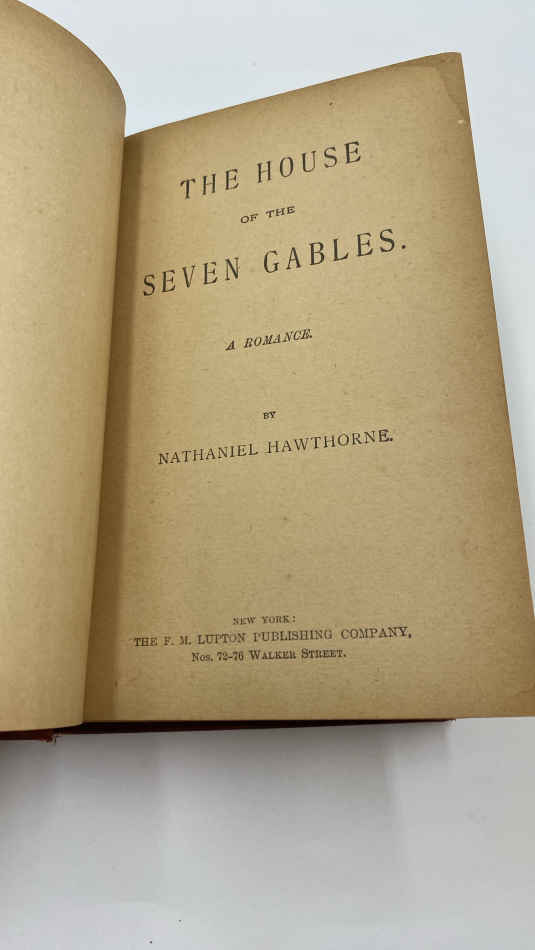 THE HOUSE
OF THE
SEVEN GABLES.
A ROMANCE.
BY
NATHANIEL HAWTHORNE.
NEW YORK:
THE F. M. LUPTON PUBLISHING COMPANY,
Nos. 72-76 Walker Street.